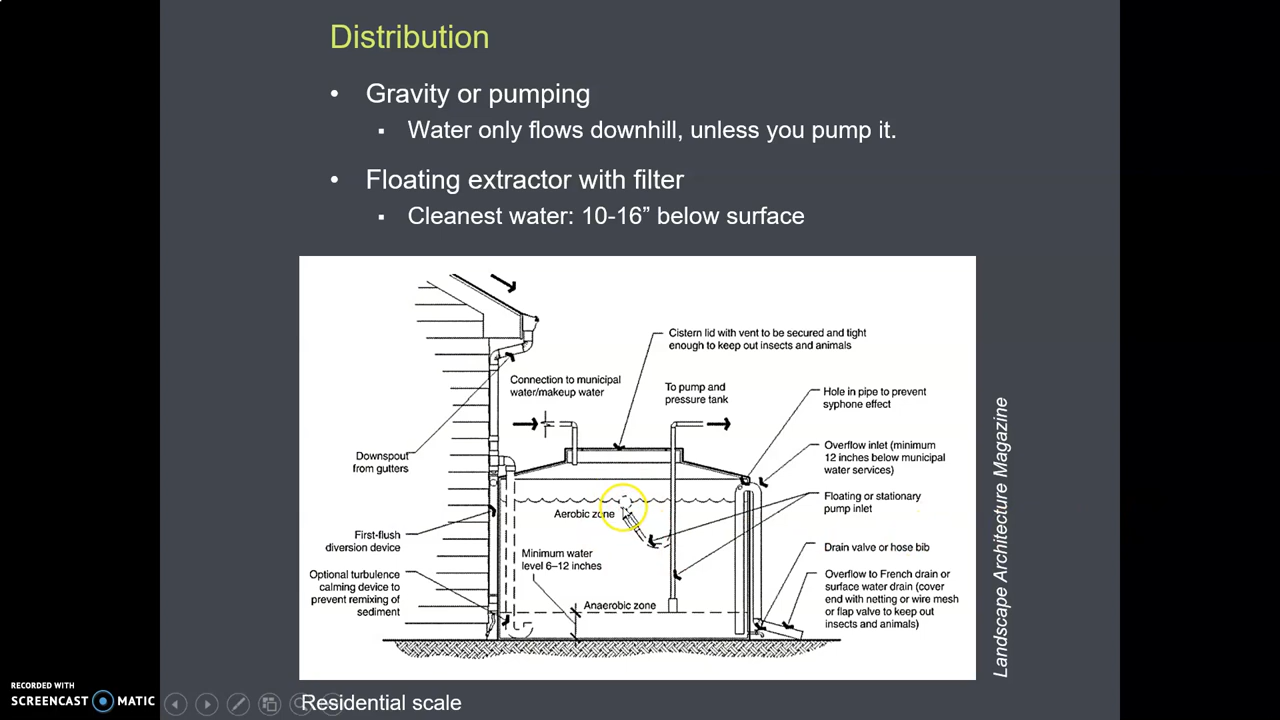 Distribution
• Gravity or pumping
▪ Water only flows downhill, unless you pump it.
• Floating extractor with filter
▪ Cleanest water: 10-16” below surface
Cistern lid with vent to be secured and tight
enough to keep out insects and animals
Connection to municipal
water/makeup water
To pump and
pressure tank
Hole in pipe to prevent
syphone effect
Downspout
from gutters
Overflow inlet (minimum
12 inches below municipal
water services)
Floating or stationary
pump inlet
Aerobic zone
First-flush
diversion device
Minimum water
level 6–12 inches
Drain valve or hose bib
Optional turbulence
calming device to
prevent remixing of
sediment
Anaerobic zone
Overflow to French drain or
surface water drain (cover
end with netting or wire mesh
or flap valve to keep out
insects and animals)
Landscape Architecture Magazine
Residential scale
RECORDED WITH
SCREENCAST MATIC